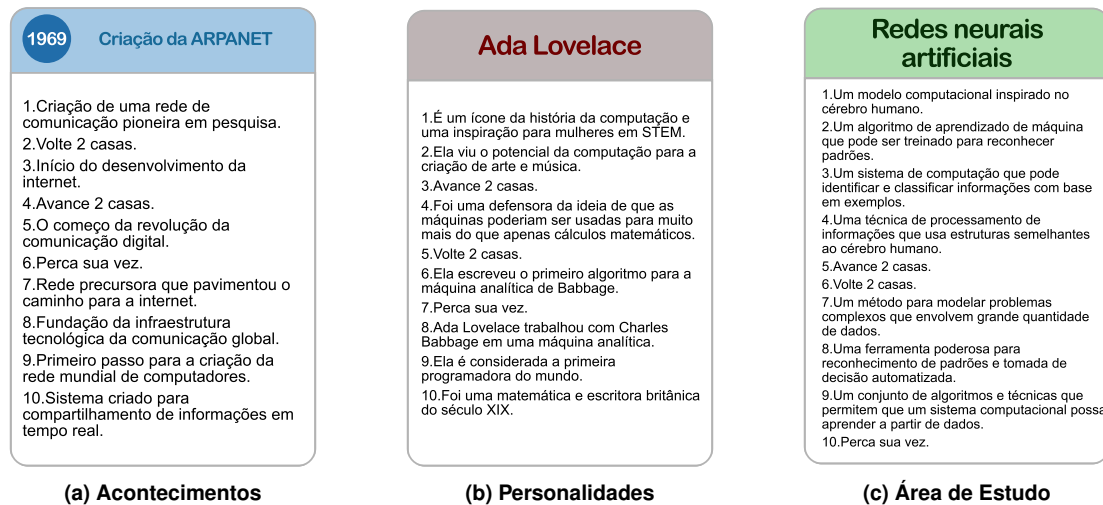 1969 Criação da ARPANET
1.Criação de uma rede de
comunicação pioneira em pesquisa.
2.Volte 2 casas.
3.Início do desenvolvimento da
internet.
4.Avance 2 casas.
5.O começo da revolução da
comunicação digital.
6.Perca sua vez.
7.Rede precursora que pavimentou o
caminho para a internet.
8.Fundação da infraestrutura
tecnológica da comunicação global.
9.Primeiro passo para a criação da
rede mundial de computadores.
10.Sistema criado para
compartilhamento de informações em
tempo real.
(a) Acontecimentos
Ada Lovelace
1.É um ícone da história da computação e
uma inspiração para mulheres em STEM.
2.Ela viu o potencial da computação para a
criação de arte e música.
3.Avance 2 casas.
4.Foi uma defensora da ideia de que as
máquinas poderiam ser usadas para muito
mais do que apenas cálculos matemáticos.
5.Volte 2 casas.
6.Ela escreveu o primeiro algoritmo para a
máquina analítica de Babbage.
7.Perca sua vez.
8.Ada Lovelace trabalhou com Charles
Babbage em uma máquina analítica.
9.Ela é considerada a primeira
programadora do mundo.
10.Foi uma matemática e escritora britânica
do século XIX.
(b) Personalidades
Redes neurais
artificiais
1.Um modelo computacional inspirado no
cérebro humano.
2.Um algoritmo de aprendizado de máquina
que pode ser treinado para reconhecer
padrões.
3.Um sistema de computação que pode
identificar e classificar informações com base
em exemplos.
4.Uma técnica de processamento de
informações que usa estruturas semelhantes
ao cérebro humano.
5.Avance 2 casas.
6.Volte 2 casas.
7.Um método para modelar problemas
complexos que envolvem grande quantidade
de dados.
8.Uma ferramenta poderosa para
reconhecimento de padrões e tomada de
decisão automatizada.
9.Um conjunto de algoritmos e técnicas que
permitem que um sistema computacional possa
aprender a partir de dados.
10.Perca sua vez.
(c) Área de Estudo